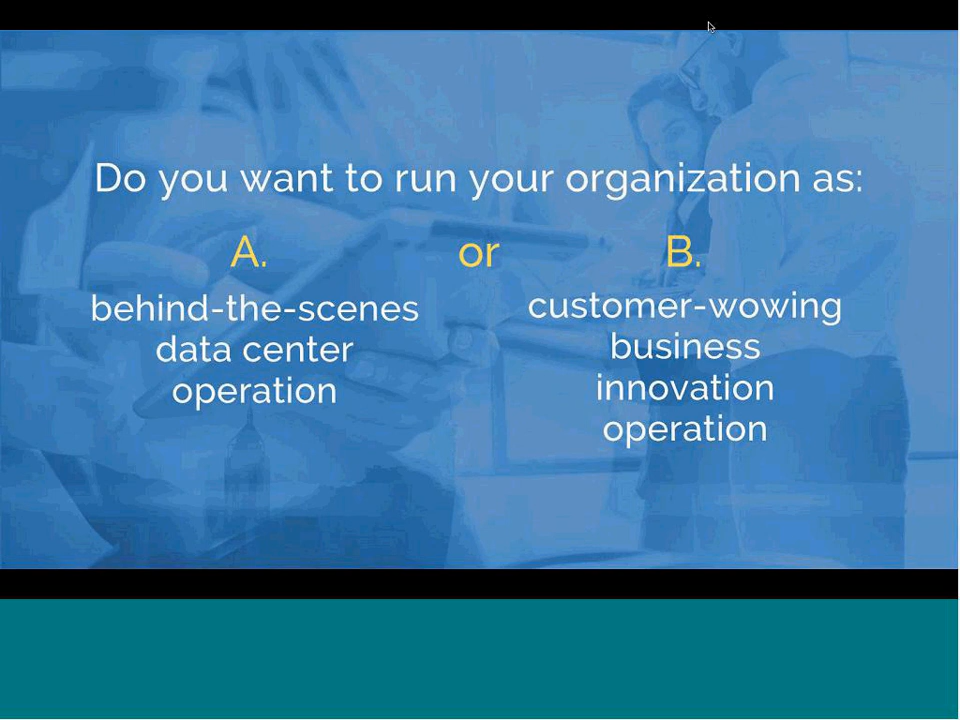 Do you want to run your organization as:
A. or B.
behind-the-scenes
data center
operation
customer-wowing
business
innovation
operation